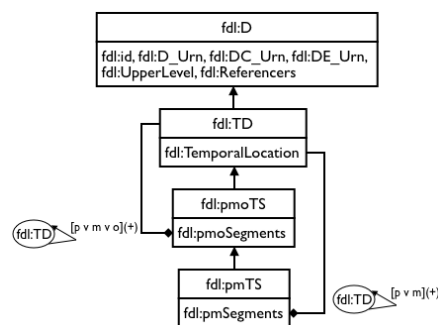 fdl:D
fdl:id, fdl:D_Urn, fdl:DC_Urn, fdl:DE_Urn,
fdl:UpperLevel, fdl:Referencers
fdl:TD
fdl:TemporalLocation
fdl:pmoTS
[p v m v o](+)
fdl:TD
fdl:pmoSegments
fdl:pmTS
[p v m](+)
fdl:TD
fdl:pmSegments